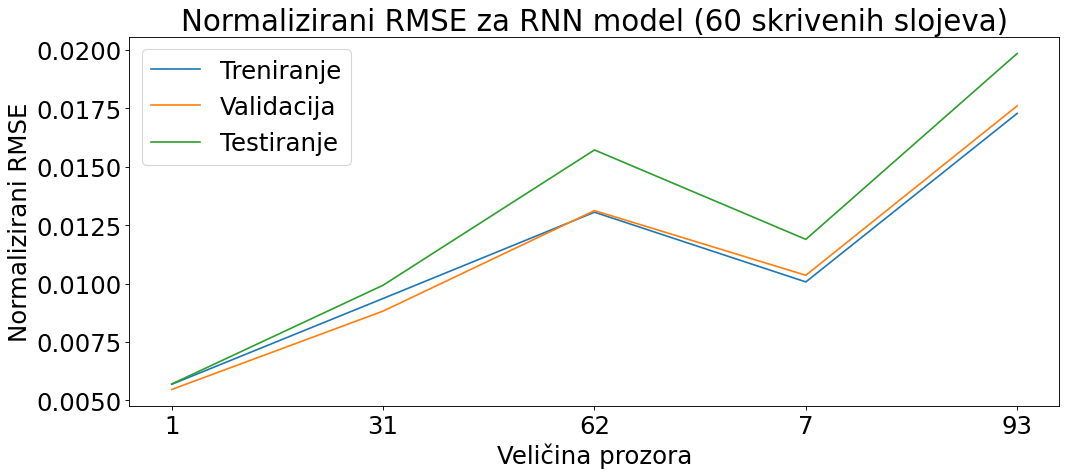 Normalizirani RMSE za RNN model (60 skrivenih slojeva)
0.0200
0.0175
0.0150
0.0125
0.0100
0.0075
0.0050
Normalizirani RMSE
Treniranje
Validacija
Testiranje
1 31 62 7 93
Veličina prozora